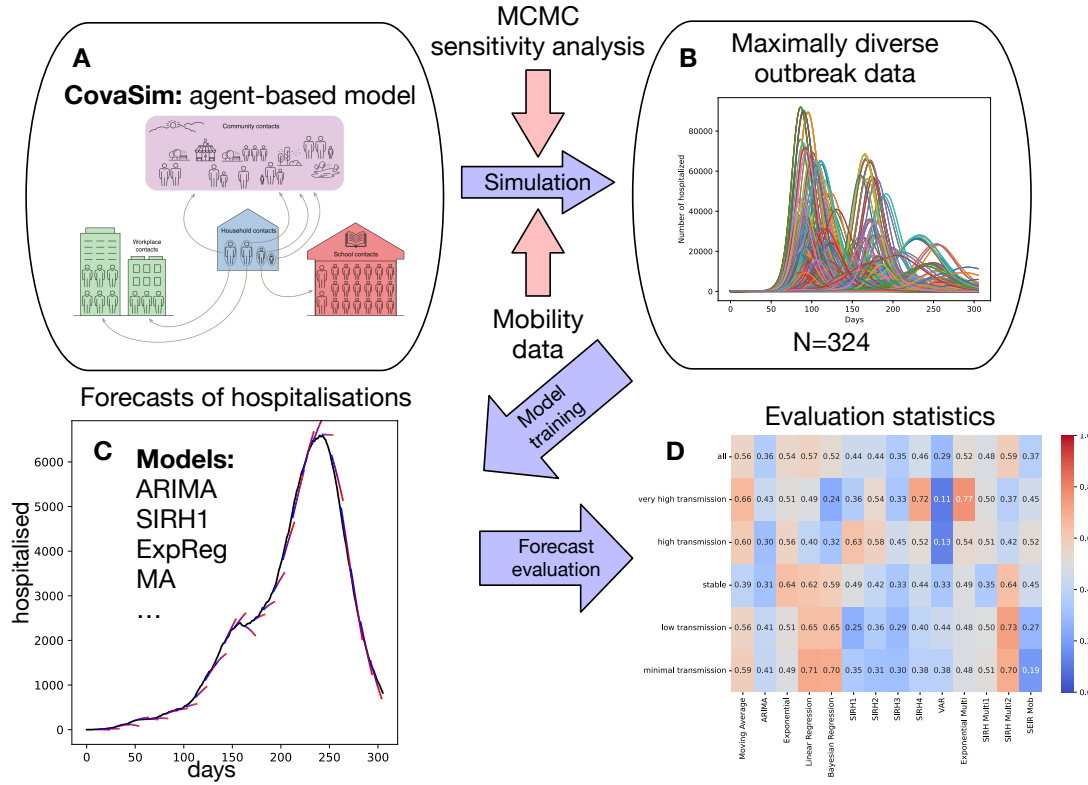 A
CovaSim: agent-based model
Community contacts
Household contacts
Workplace
contacts
School contacts
MCMC
sensitivity analysis
Simulation
Mobility
data
B
Maximally diverse
outbreak data
Number of hospitalized
80000
60000
40000
20000
0
0 50 100 150 200 250 300
Days
N=324
Model
training
Forecasts of hospitalisations
C
Models:
ARIMA
SIRH1
ExpReg
MA
...
hospitalised
6000
5000
4000
3000
2000
1000
0
0 50 100 150 200 250 300
days
Forecast
evaluation
Evaluation statistics
D
all 0.56 0.36 0.54 0.57 0.52 0.44 0.44 0.35 0.46 0.29 0.52 0.48 0.59 0.37
very high transmission 0.66 0.43 0.51 0.49 0.24 0.36 0.54 0.33 0.72 0.11 0.77 0.50 0.37 0.45
high transmission 0.60 0.30 0.56 0.40 0.32 0.63 0.58 0.45 0.52 0.13 0.54 0.51 0.42 0.52
stable 0.39 0.31 0.64 0.62 0.59 0.49 0.42 0.33 0.44 0.33 0.49 0.35 0.64 0.45
low transmission 0.56 0.41 0.51 0.65 0.65 0.25 0.36 0.29 0.40 0.44 0.48 0.50 0.73 0.27
minimal transmission 0.59 0.41 0.49 0.71 0.70 0.35 0.31 0.30 0.38 0.38 0.48 0.51 0.70 0.19
Moving Average
ARIMA
Exponential
Linear Regression
Bayesian Regression
SIRH1
SIRH2
SIRH3
SIRH4
VAR
Exponential Multi
SIRH Multi1
SIRH Multi2
SEIR Mob